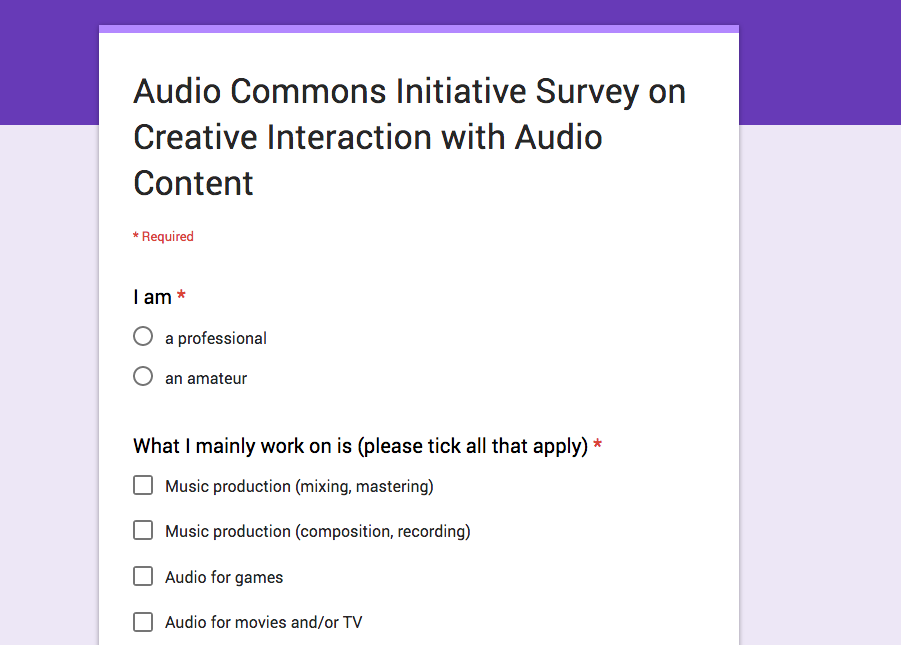 Audio Commons Initiative Survey on
Creative Interaction with Audio
Content
* Required
I am *
a professional
an amateur
What I mainly work on is (please tick all that apply) *
Music production (mixing, mastering)
Music production (composition, recording)
Audio for games
Audio for movies and/or TV